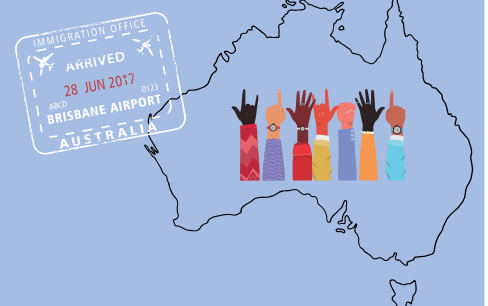 IMMIGRATION OFFICE
ARRIVED
28 JUN 2017
ABCD 0123
BRISBANE AIRPORT
AUSTRALIA